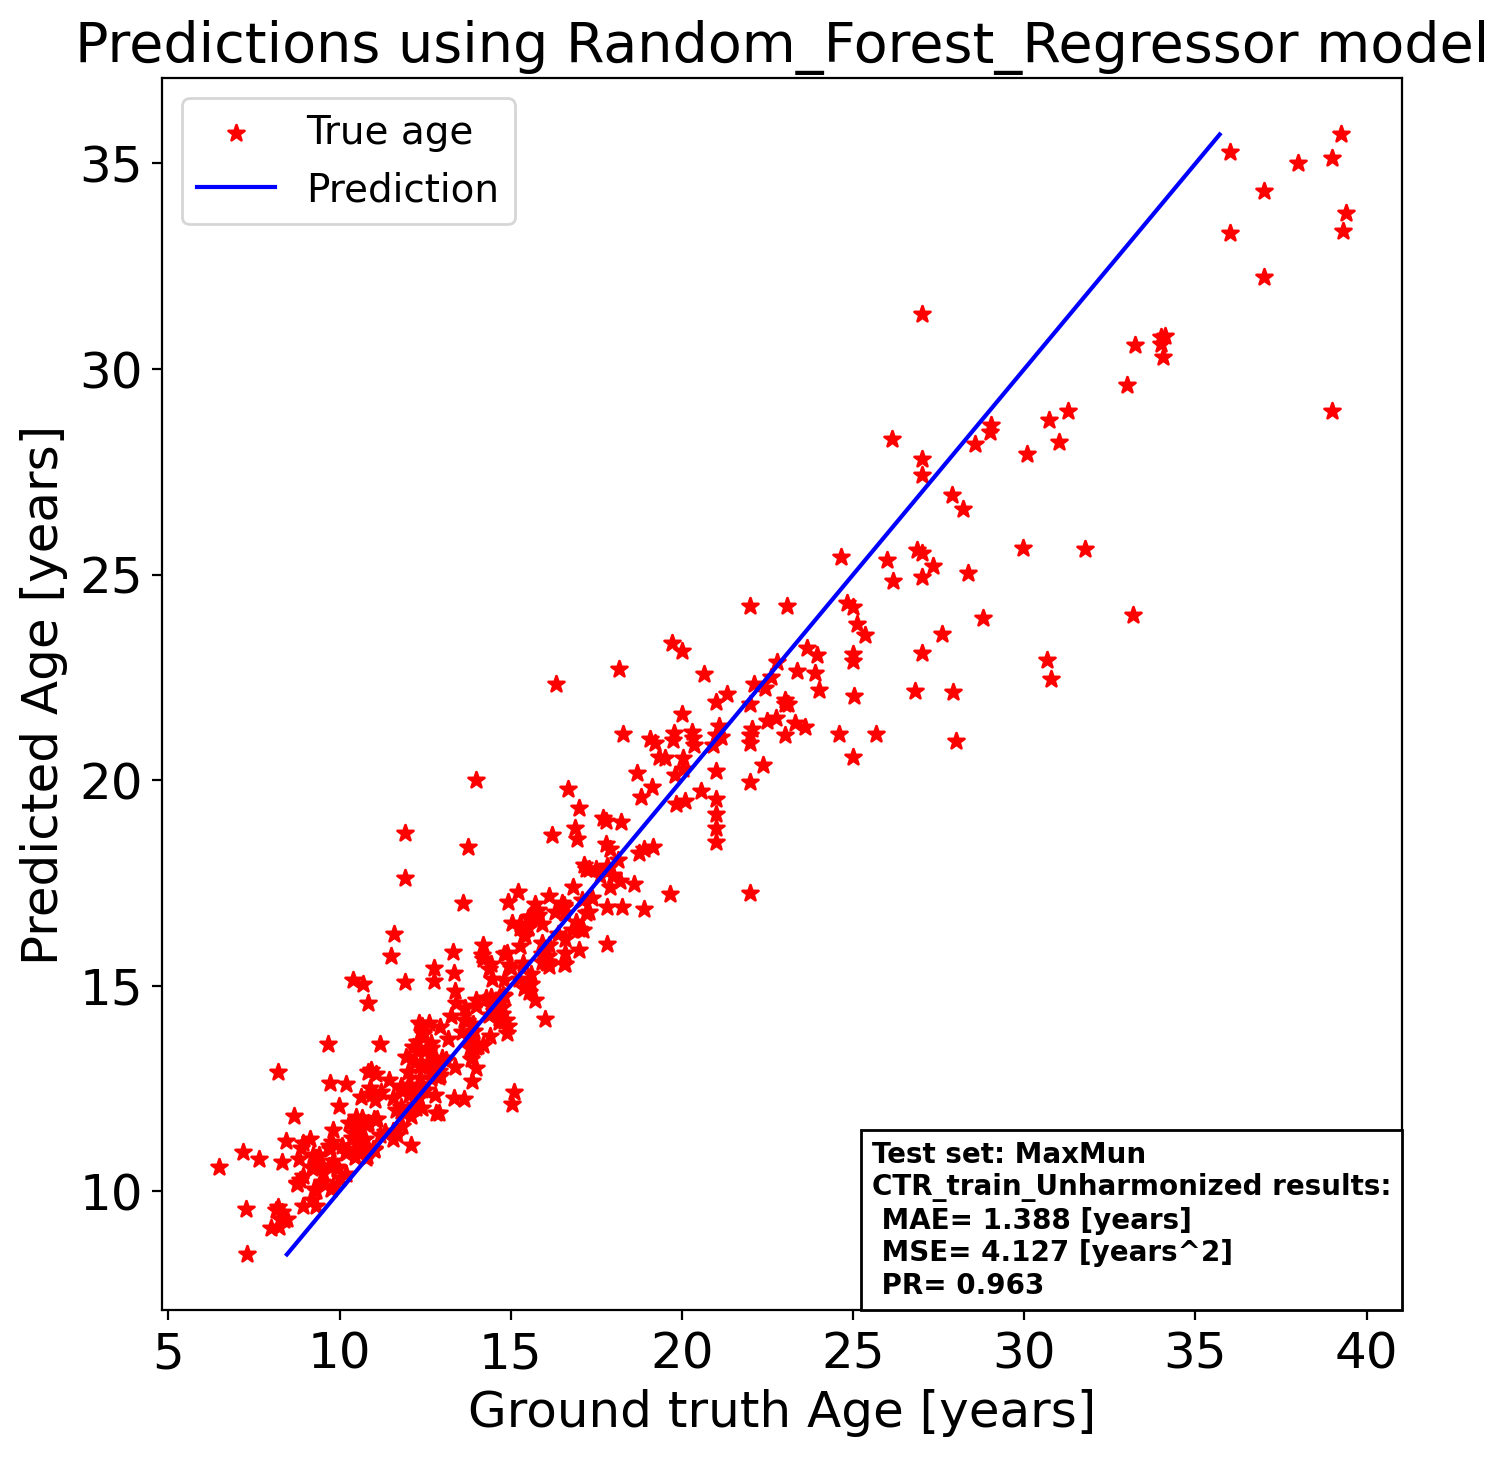 Predictions using Random_Forest_Regressor model
True age
Prediction
35
30
25
20
15
10
Predicted Age [years]
Test set: MaxMun
CTR_train_Unharmonized results:
MAE= 1.388 [years]
MSE= 4.127 [years^2]
PR= 0.963
5 10 15 20 25 30 35 40
Ground truth Age [years]